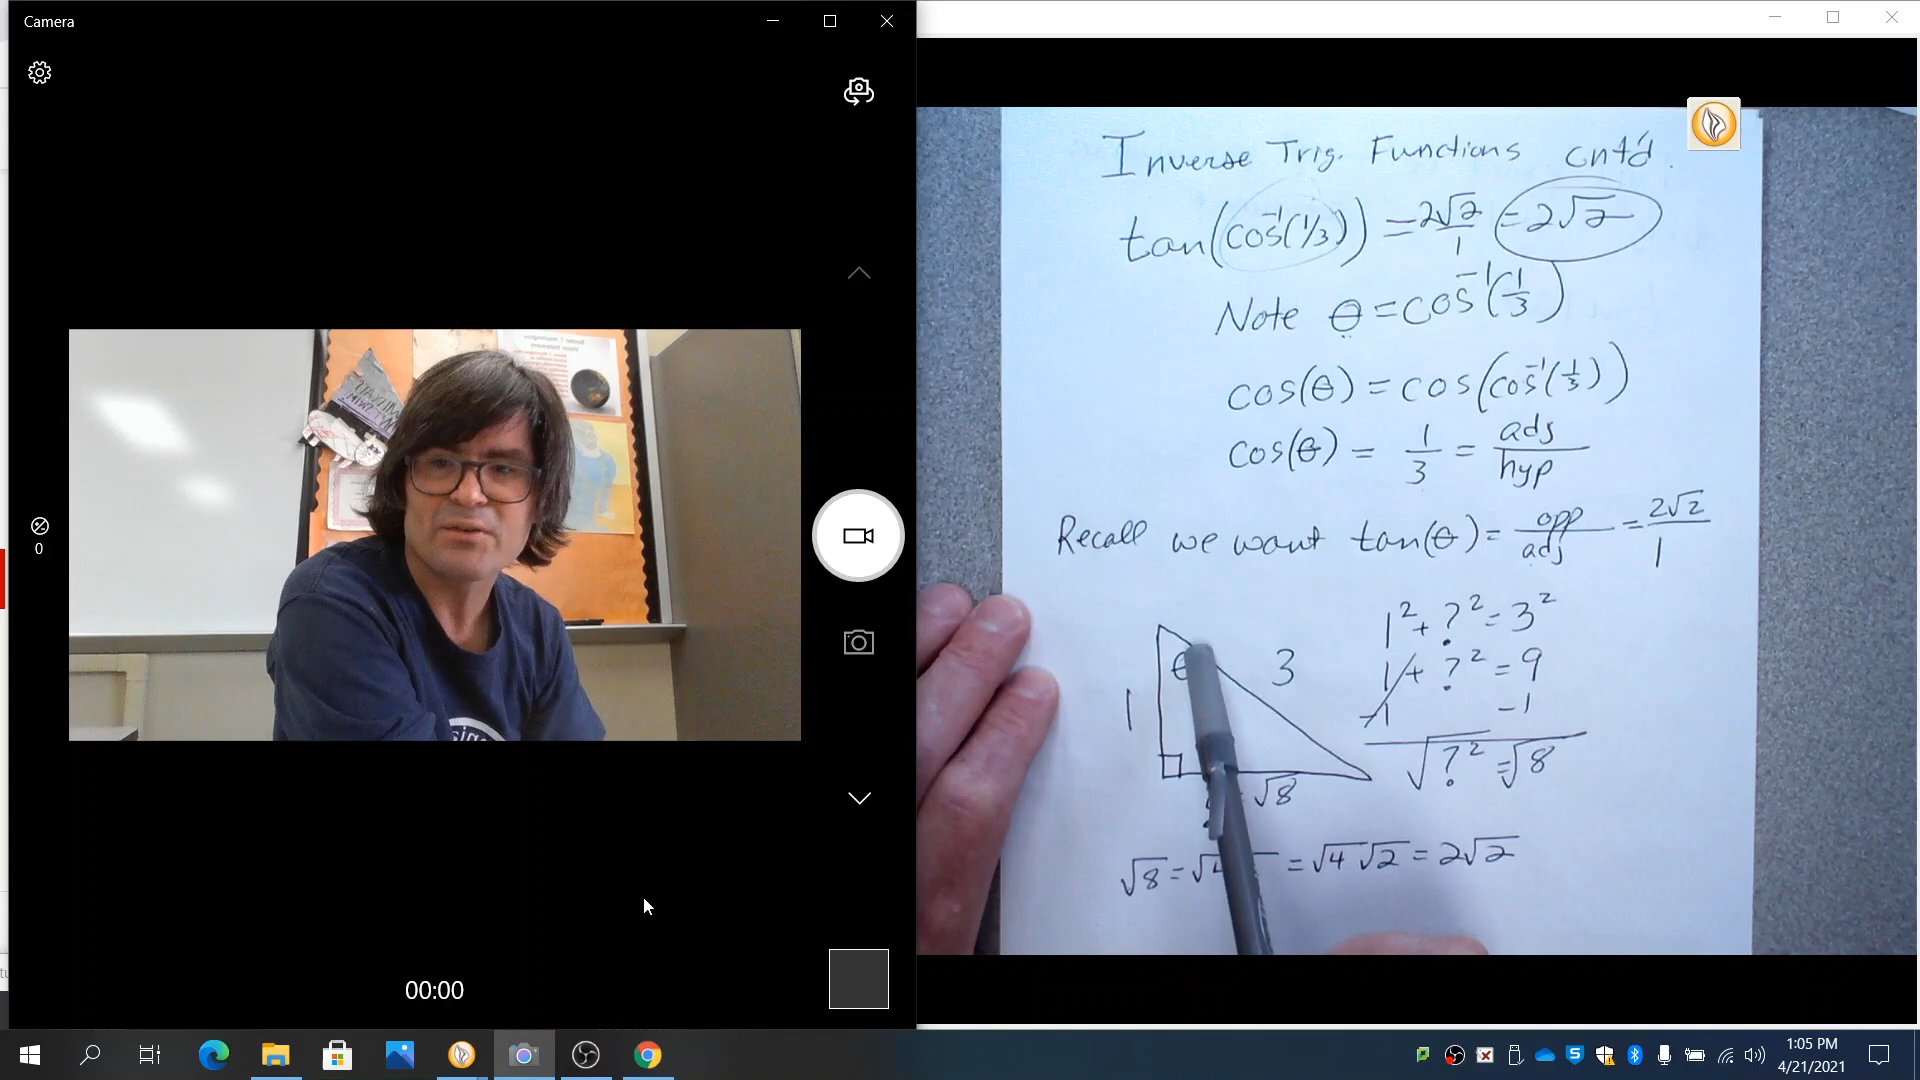 Camera
0
00:00
Inverse Trig. Functions cnt'd.
tan(cos⁻¹(1/3)) = 2√2/1 = 2√2
Note θ = cos⁻¹(1/3)
cos(θ) = cos(cos⁻¹(1/3))
cos(θ) = 1/3 = adj/hyp
Recall we want tan(θ) = opp/adj = 2√2/1
1² + ?² = 3²
1 + ?² = 9
-1 -1
√?² = √8
θ 3
1
√8
√8 = √4 = √4 √2 = 2√2
1:05 PM
4/21/2021